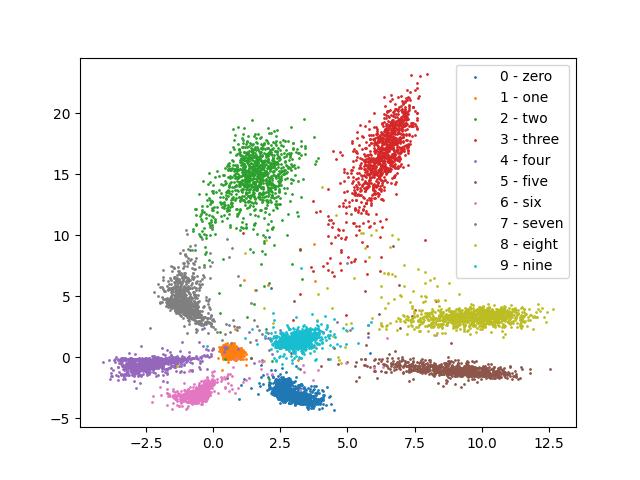 0 - zero
1 - one
2 - two
3 - three
4 - four
5 - five
6 - six
7 - seven
8 - eight
9 - nine
20
15
10
5
0
−5
−2.5 0.0 2.5 5.0 7.5 10.0 12.5